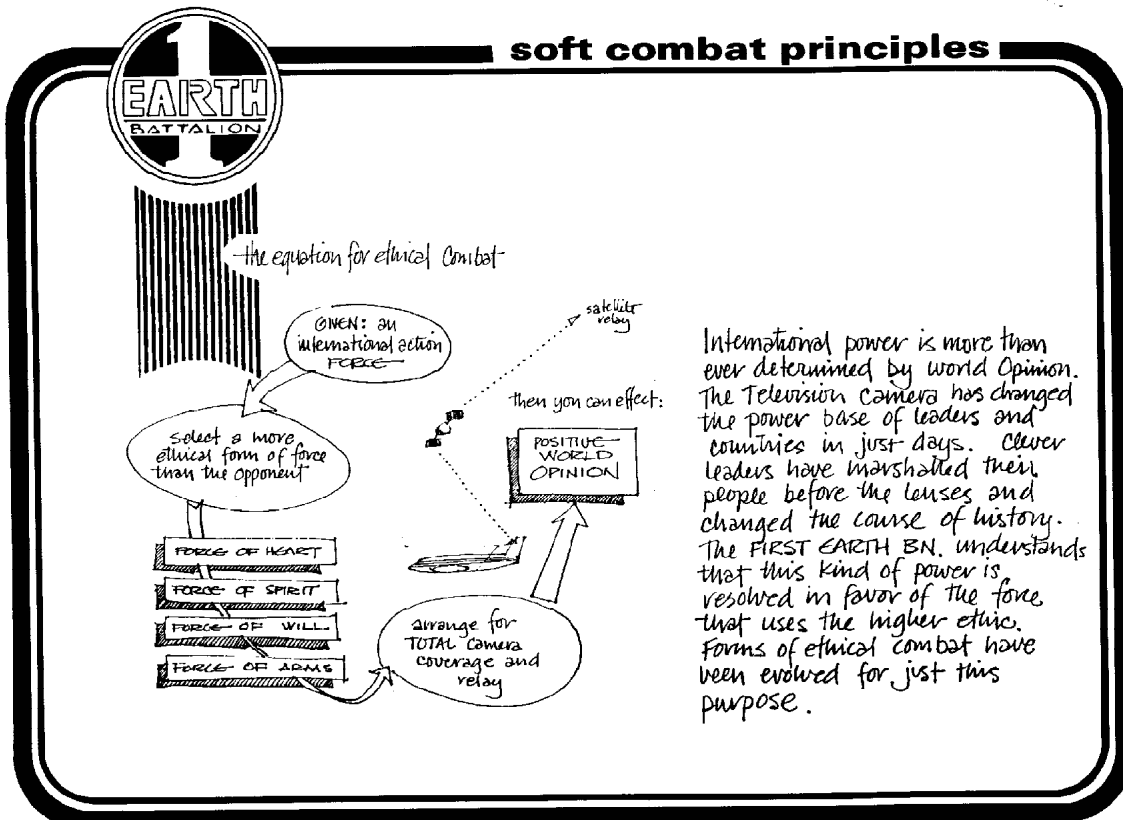 soft combat principles
1
EARTH
BATTALION
the equation for ethical Combat
GIVEN: an
international action
FORCE
select a more
ethical form of force
than the opponent
FORCE OF HEART
FORCE OF SPIRIT
FORCE OF WILL
FORCE OF ARMS
arrange for
TOTAL Camera
coverage and
relay
satellite
relay
then you can effect:
POSITIVE
WORLD
OPINION
International power is more than
ever determined by world Opinion.
The Television Camera has changed
the power base of leaders and
countries in just days. Clever
leaders have marshalled their
people before the lenses and
changed the course of history.
The FIRST EARTH BN. understands
that this kind of power is
resolved in favor of the force
that uses the higher ethic.
Forms of ethical combat have
been evolved for just this
purpose.